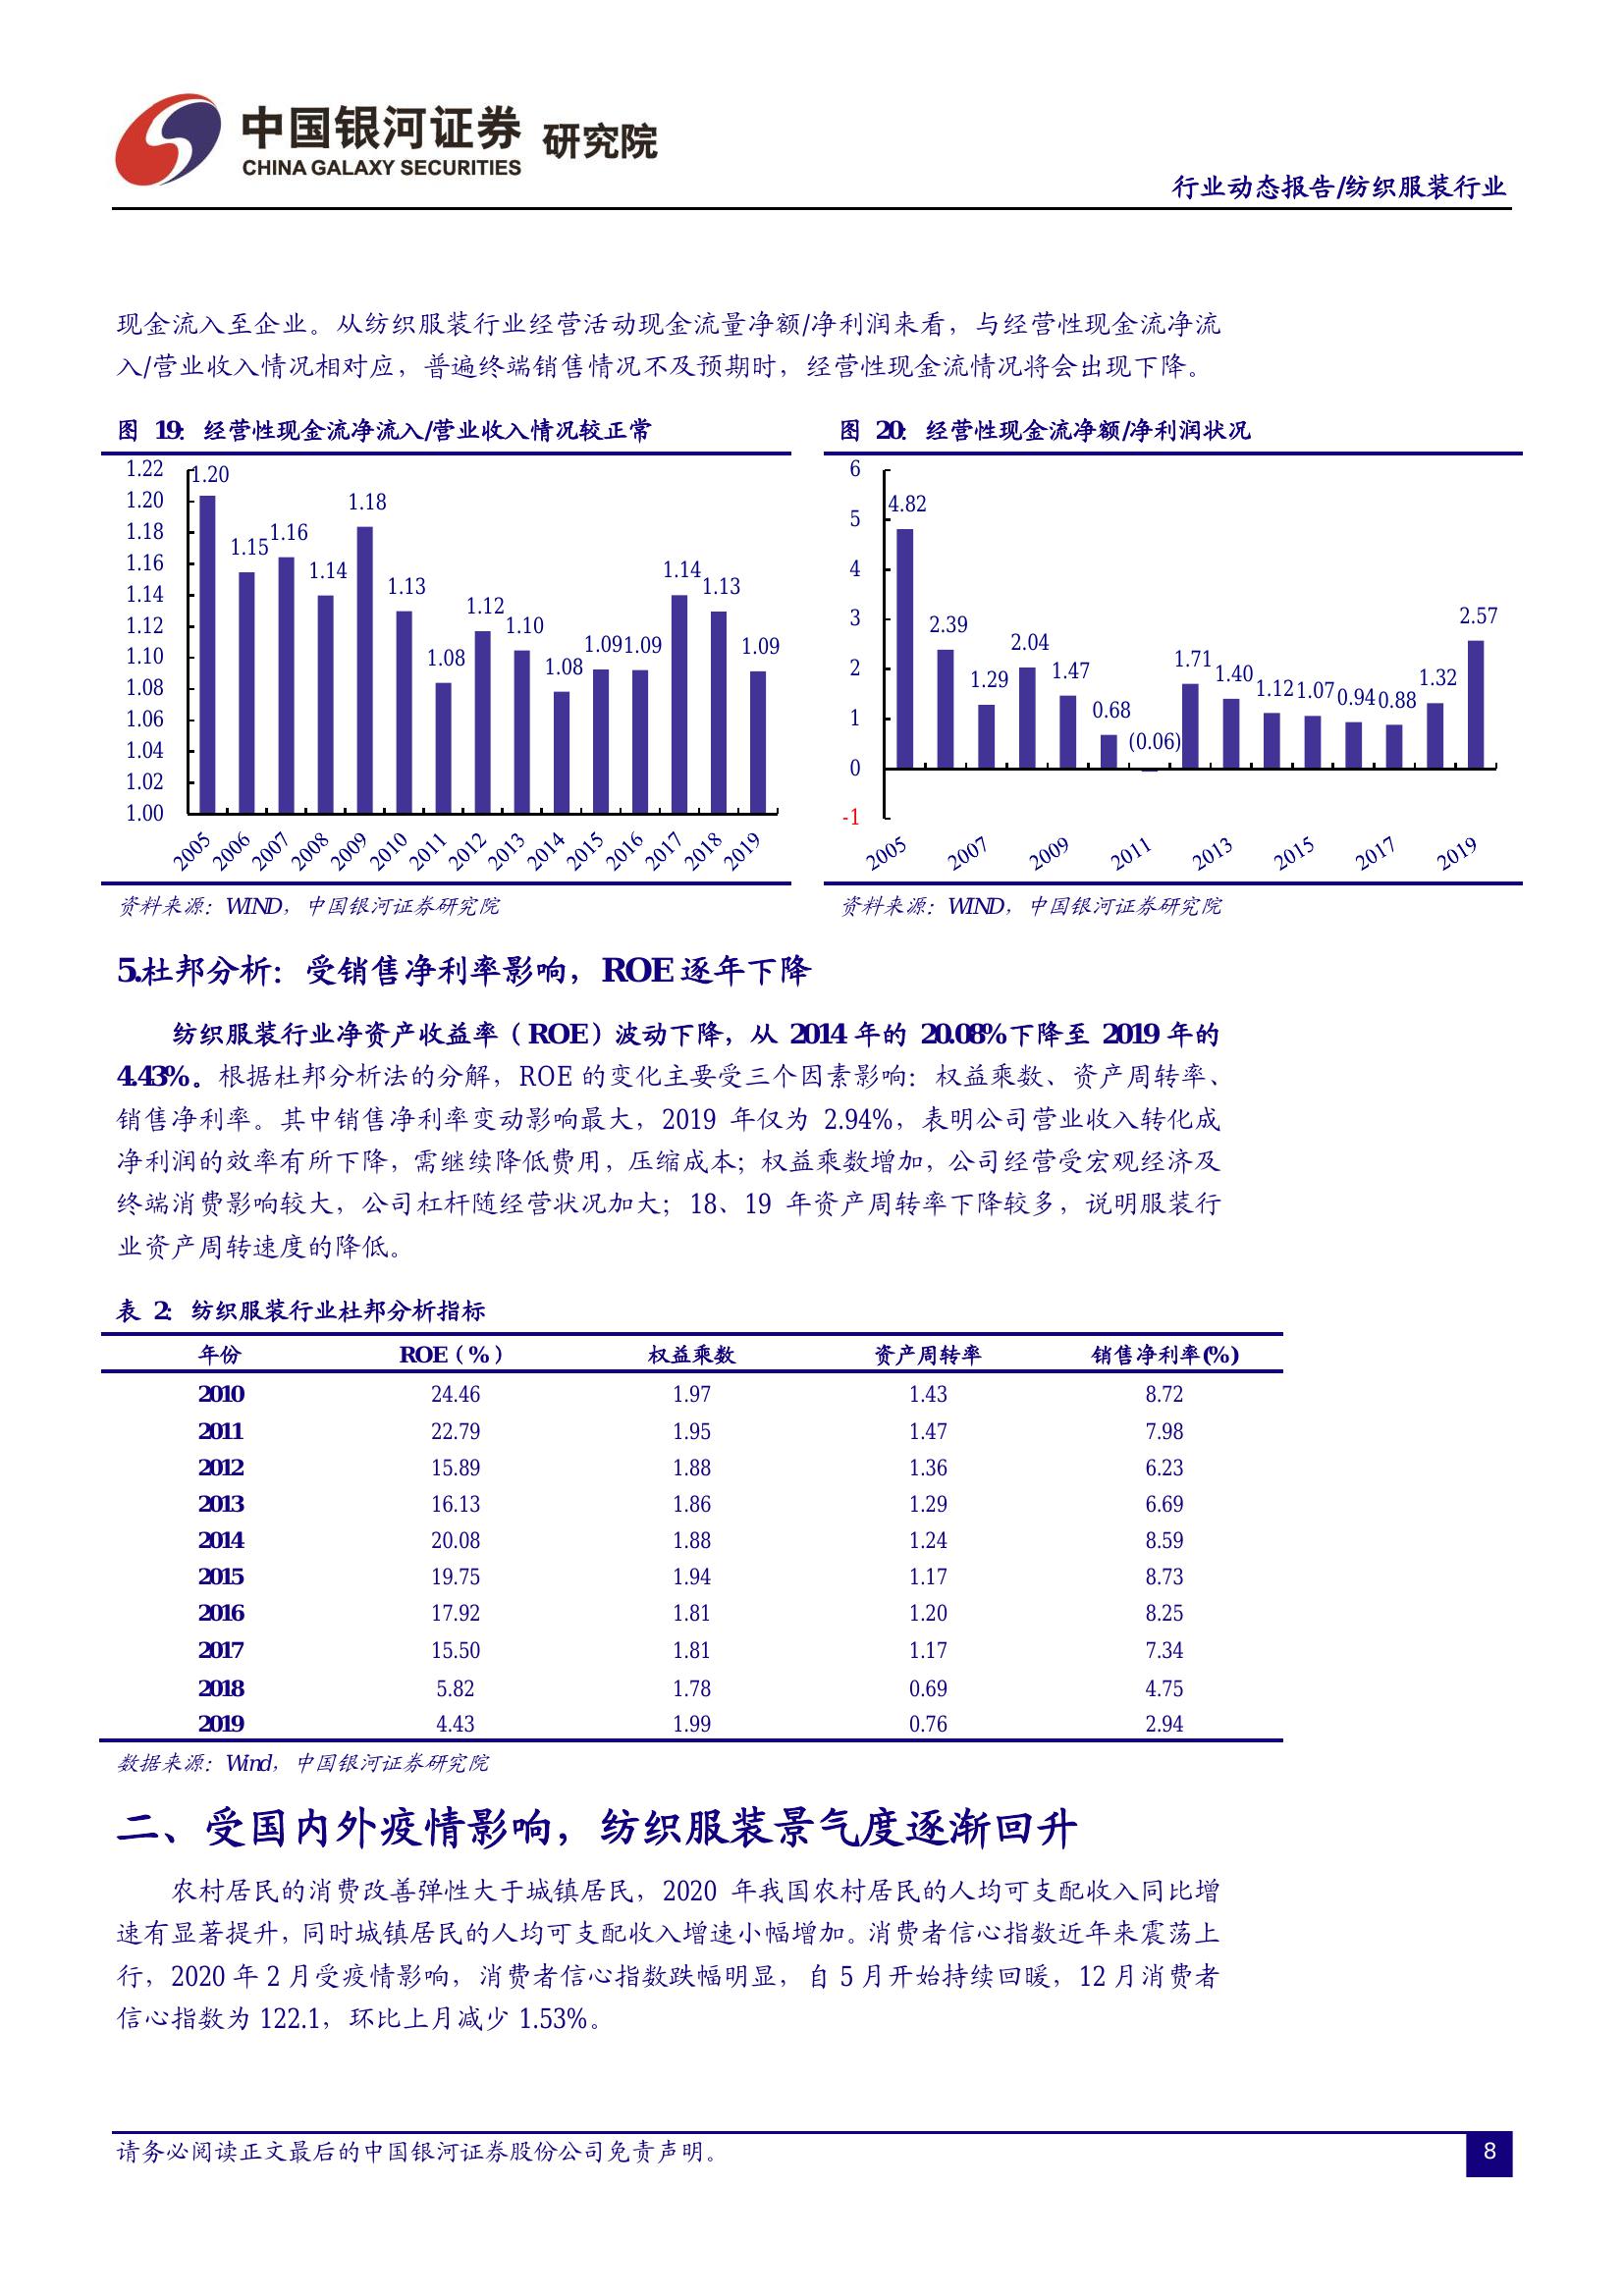 中国银河证券 研究院
CHINA GALAXY SECURITIES
行业动态报告/纺织服装行业
现金流入至企业。从纺织服装行业经营活动现金流量净额/净利润来看，与经营性现金流净流
入/营业收入情况相对应，普遍终端销售情况不及预期时，经营性现金流情况将会出现下降。
图 19：经营性现金流净流入/营业收入情况较正常
1.22
1.20
1.18
1.16
1.14
1.12
1.10
1.08
1.06
1.04
1.02
1.00
1.20 1.15 1.16 1.14 1.18 1.13 1.08 1.12 1.10 1.08 1.09 1.09 1.14 1.13 1.09
2005 2006 2007 2008 2009 2010 2011 2012 2013 2014 2015 2016 2017 2018 2019
资料来源：WIND，中国银河证券研究院
图 20：经营性现金流净额/净利润状况
6
5
4
3
2
1
0
-1
4.82 2.39 1.29 2.04 1.47 0.68 (0.06) 1.71 1.40 1.12 1.07 0.94 0.88 1.32 2.57
2005 2007 2009 2011 2013 2015 2017 2019
资料来源：WIND，中国银河证券研究院
5.杜邦分析：受销售净利率影响，ROE 逐年下降
纺织服装行业净资产收益率（ROE）波动下降，从 2014 年的 20.08%下降至 2019 年的
4.43%。根据杜邦分析法的分解，ROE 的变化主要受三个因素影响：权益乘数、资产周转率、
销售净利率。其中销售净利率变动影响最大，2019 年仅为 2.94%，表明公司营业收入转化成
净利润的效率有所下降，需继续降低费用，压缩成本；权益乘数增加，公司经营受宏观经济及
终端消费影响较大，公司杠杆随经营状况加大；18、19 年资产周转率下降较多，说明服装行
业资产周转速度的降低。
表 2：纺织服装行业杜邦分析指标
年份 ROE（%） 权益乘数 资产周转率 销售净利率(%)
2010 24.46 1.97 1.43 8.72
2011 22.79 1.95 1.47 7.98
2012 15.89 1.88 1.36 6.23
2013 16.13 1.86 1.29 6.69
2014 20.08 1.88 1.24 8.59
2015 19.75 1.94 1.17 8.73
2016 17.92 1.81 1.20 8.25
2017 15.50 1.81 1.17 7.34
2018 5.82 1.78 0.69 4.75
2019 4.43 1.99 0.76 2.94
数据来源：Wind，中国银河证券研究院
二、受国内外疫情影响，纺织服装景气度逐渐回升
农村居民的消费改善弹性大于城镇居民，2020 年我国农村居民的人均可支配收入同比增
速有显著提升，同时城镇居民的人均可支配收入增速小幅增加。消费者信心指数近年来震荡上
行，2020 年 2 月受疫情影响，消费者信心指数跌幅明显，自 5 月开始持续回暖，12 月消费者
信心指数为 122.1，环比上月减少 1.53%。
请务必阅读正文最后的中国银河证券股份公司免责声明。
8